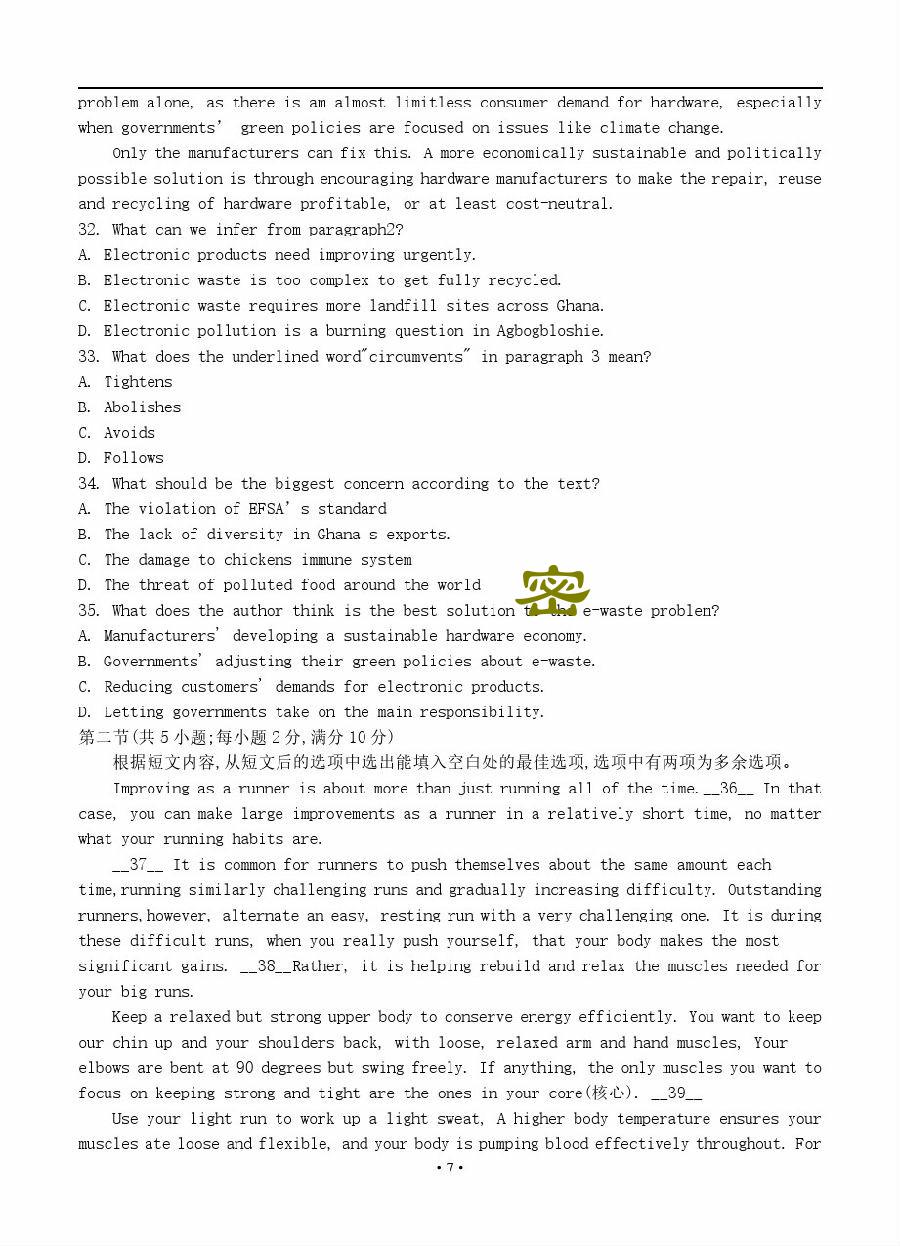 problem alone, as there is am almost limitless consumer demand for hardware, especially
when governments' green policies are focused on issues like climate change.
Only the manufacturers can fix this. A more economically sustainable and politically
possible solution is through encouraging hardware manufacturers to make the repair, reuse
and recycling of hardware profitable, or at least cost-neutral.
32. What can we infer from paragraph2?
A. Electronic products need improving urgently.
B. Electronic waste is too complex to get fully recycled.
C. Electronic waste requires more landfill sites across Ghana.
D. Electronic pollution is a burning question in Agbogbloshie.
33. What does the underlined word"circumvents" in paragraph 3 mean?
A. Tightens
B. Abolishes
C. Avoids
D. Follows
34. What should be the biggest concern according to the text?
A. The violation of EFSA's standard
B. The lack of diversity in Ghana s exports.
C. The damage to chickens immune system
D. The threat of polluted food around the world
密
35. What does the author think is the best solution to the e-waste problen?
A. Manufacturers' developing a sustainable hardware economy.
B. Governments' adjusting their green policies about e-waste.
C. Reducing customers' demands for electronic products.
D. Letting governments take on the main responsibility.
第二节(共5小题;每小题2分,满分10分)
根据短文内容,从短文后的选项中选出能填入空白处的最佳选项,选项中有两项为多余选项。
Improving as a runner is about more than just running all of the time.__36__ In that
case, you can make large improvements as a runner in a relatively short time, no matter
what your running habits are.
__37__ It is common for runners to push themselves about the same amount each
time,running similarly challenging runs and gradually increasing difficulty. Outstanding
runners,however, alternate an easy, resting run with a very challenging one. It is during
these difficult runs, when you really push yourself, that your body makes the most
significant gains. __38__Rather, it is helping rebuild and relax the muscles needed for
your big runs.
Keep a relaxed but strong upper body to conserve energy efficiently. You want to keep
our chin up and your shoulders back, with loose, relaxed arm and hand muscles, Your
elbows are bent at 90 degrees but swing freely. If anything, the only muscles you want to
focus on keeping strong and tight are the ones in your core(核心). __39__
Use your light run to work up a light sweat, A higher body temperature ensures your
muscles ate loose and flexible, and your body is pumping blood effectively throughout. For
•7•